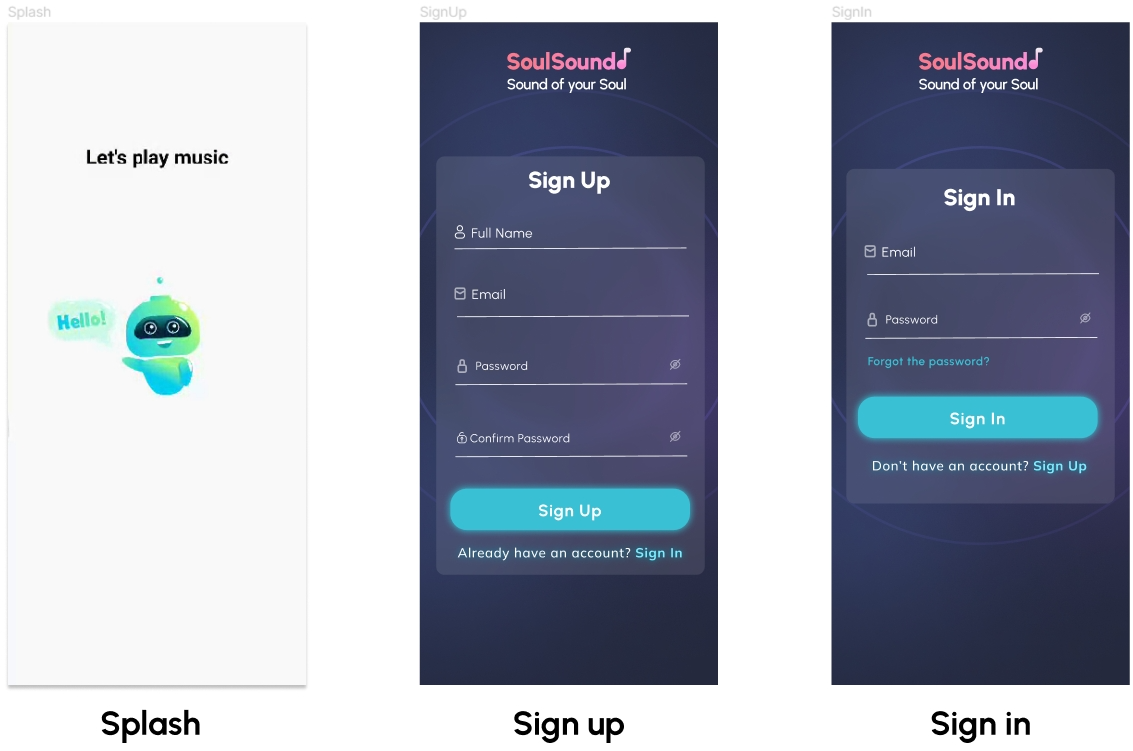 Splash
Let's play music
Hello!
Splash
SignUp
SoulSound
Sound of your Soul
Sign Up
Full Name
Email
Password
Confirm Password
Sign Up
Already have an account? Sign In
Sign up
SignIn
SoulSound
Sound of your Soul
Sign In
Email
Password
Forgot the password?
Sign In
Don't have an account? Sign Up
Sign in